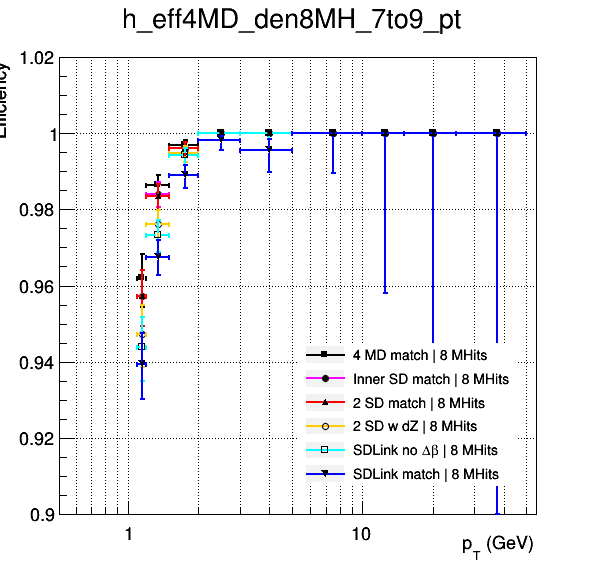 h_eff4MD_den8MH_7to9_pt
Efficiency
1.02
1
0.98
0.96
0.94
0.92
0.9
4 MD match | 8 MHits
Inner SD match | 8 MHits
2 SD match | 8 MHits
2 SD w dZ | 8 MHits
SDLink no Δβ | 8 MHits
SDLink match | 8 MHits
1 10
p_T (GeV)